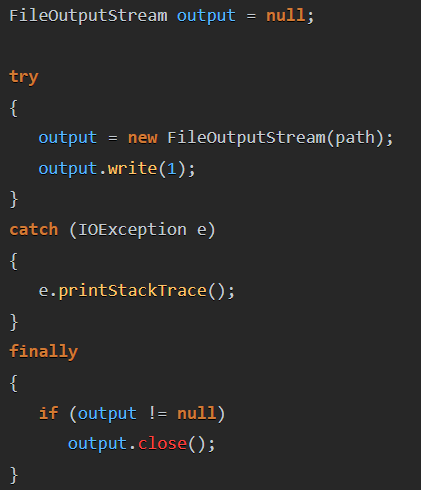 FileOutputStream output = null;
try
{
output = new FileOutputStream(path);
output.write(1);
}
catch (IOException e)
{
e.printStackTrace();
}
finally
{
if (output != null)
output.close();
}